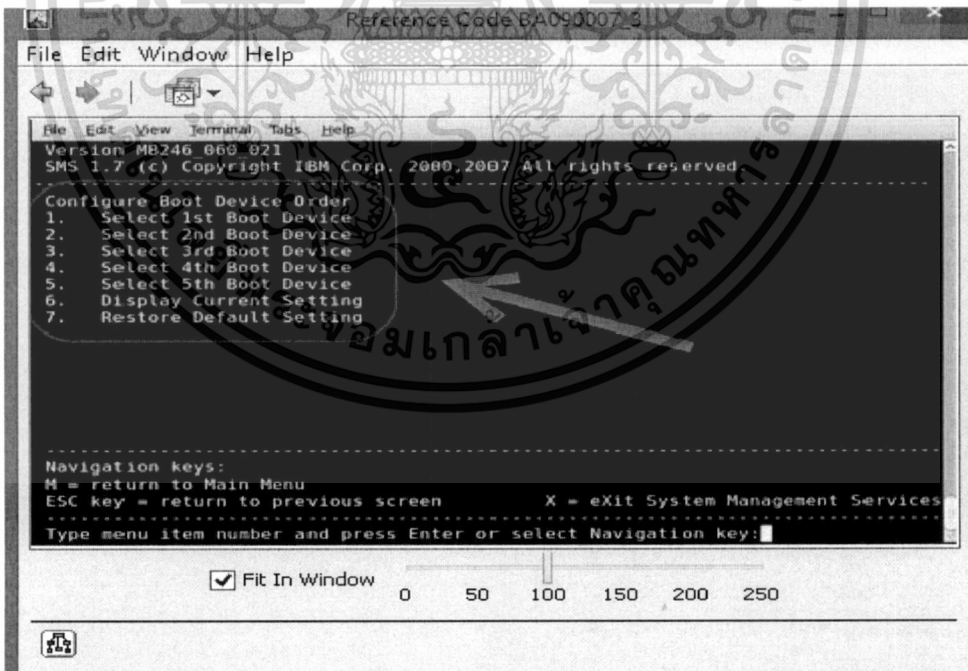 Reference Code BA090007_3
File Edit Window Help
File Edit View Terminal Tabs Help
Version MB246_060_021
SMS 1.7 (c) Copyright IBM Corp. 2000,2007 All rights reserved
Configure Boot Device Order
1. Select 1st Boot Device
2. Select 2nd Boot Device
3. Select 3rd Boot Device
4. Select 4th Boot Device
5. Select 5th Boot Device
6. Display Current Setting
7. Restore Default Setting
Navigation keys:
M = return to Main Menu
ESC key = return to previous screen X = eXit System Management Services
Type menu item number and press Enter or select Navigation key:
Fit In Window
0 50 100 150 200 250
จอมเกล้าเจ้าคุณทหาร